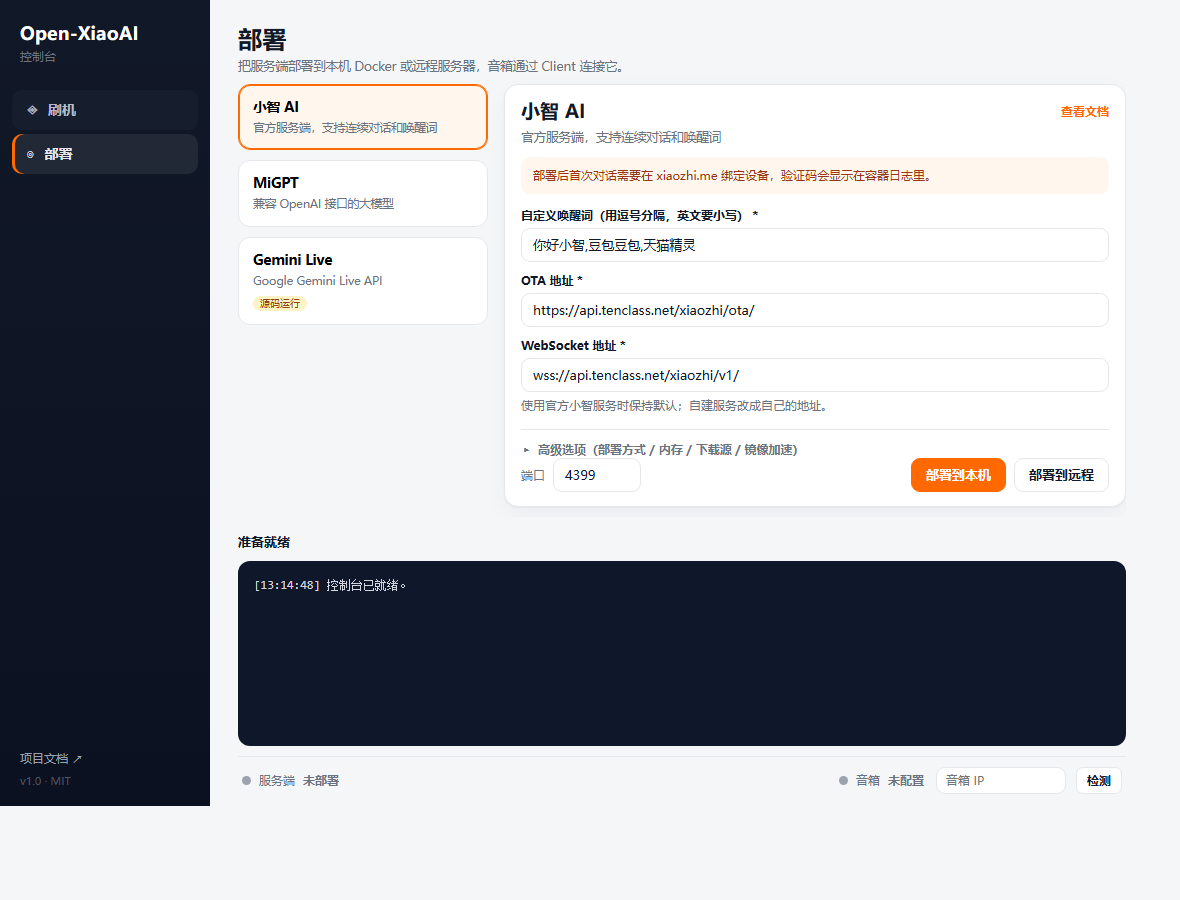 Open-XiaoAI
控制台
刷机
部署
项目文档 ↗
v1.0 · MIT
部署
把服务端部署到本机 Docker 或远程服务器，音箱通过 Client 连接它。
小智 AI
官方服务端，支持连续对话和唤醒词
MiGPT
兼容 OpenAI 接口的大模型
Gemini Live
Google Gemini Live API
源码运行
小智 AI
查看文档
官方服务端，支持连续对话和唤醒词
部署后首次对话需要在 xiaozhi.me 绑定设备，验证码会显示在容器日志里。
自定义唤醒词（用逗号分隔，英文要小写） *
你好小智,豆包豆包,天猫精灵
OTA 地址 *
https://api.tenclass.net/xiaozhi/ota/
WebSocket 地址 *
wss://api.tenclass.net/xiaozhi/v1/
使用官方小智服务时保持默认；自建服务改成自己的地址。
▸ 高级选项（部署方式 / 内存 / 下载源 / 镜像加速）
端口 4399 部署到本机 部署到远程
准备就绪
[13:14:48] 控制台已就绪。
服务端 未部署
音箱 未配置 音箱 IP 检测